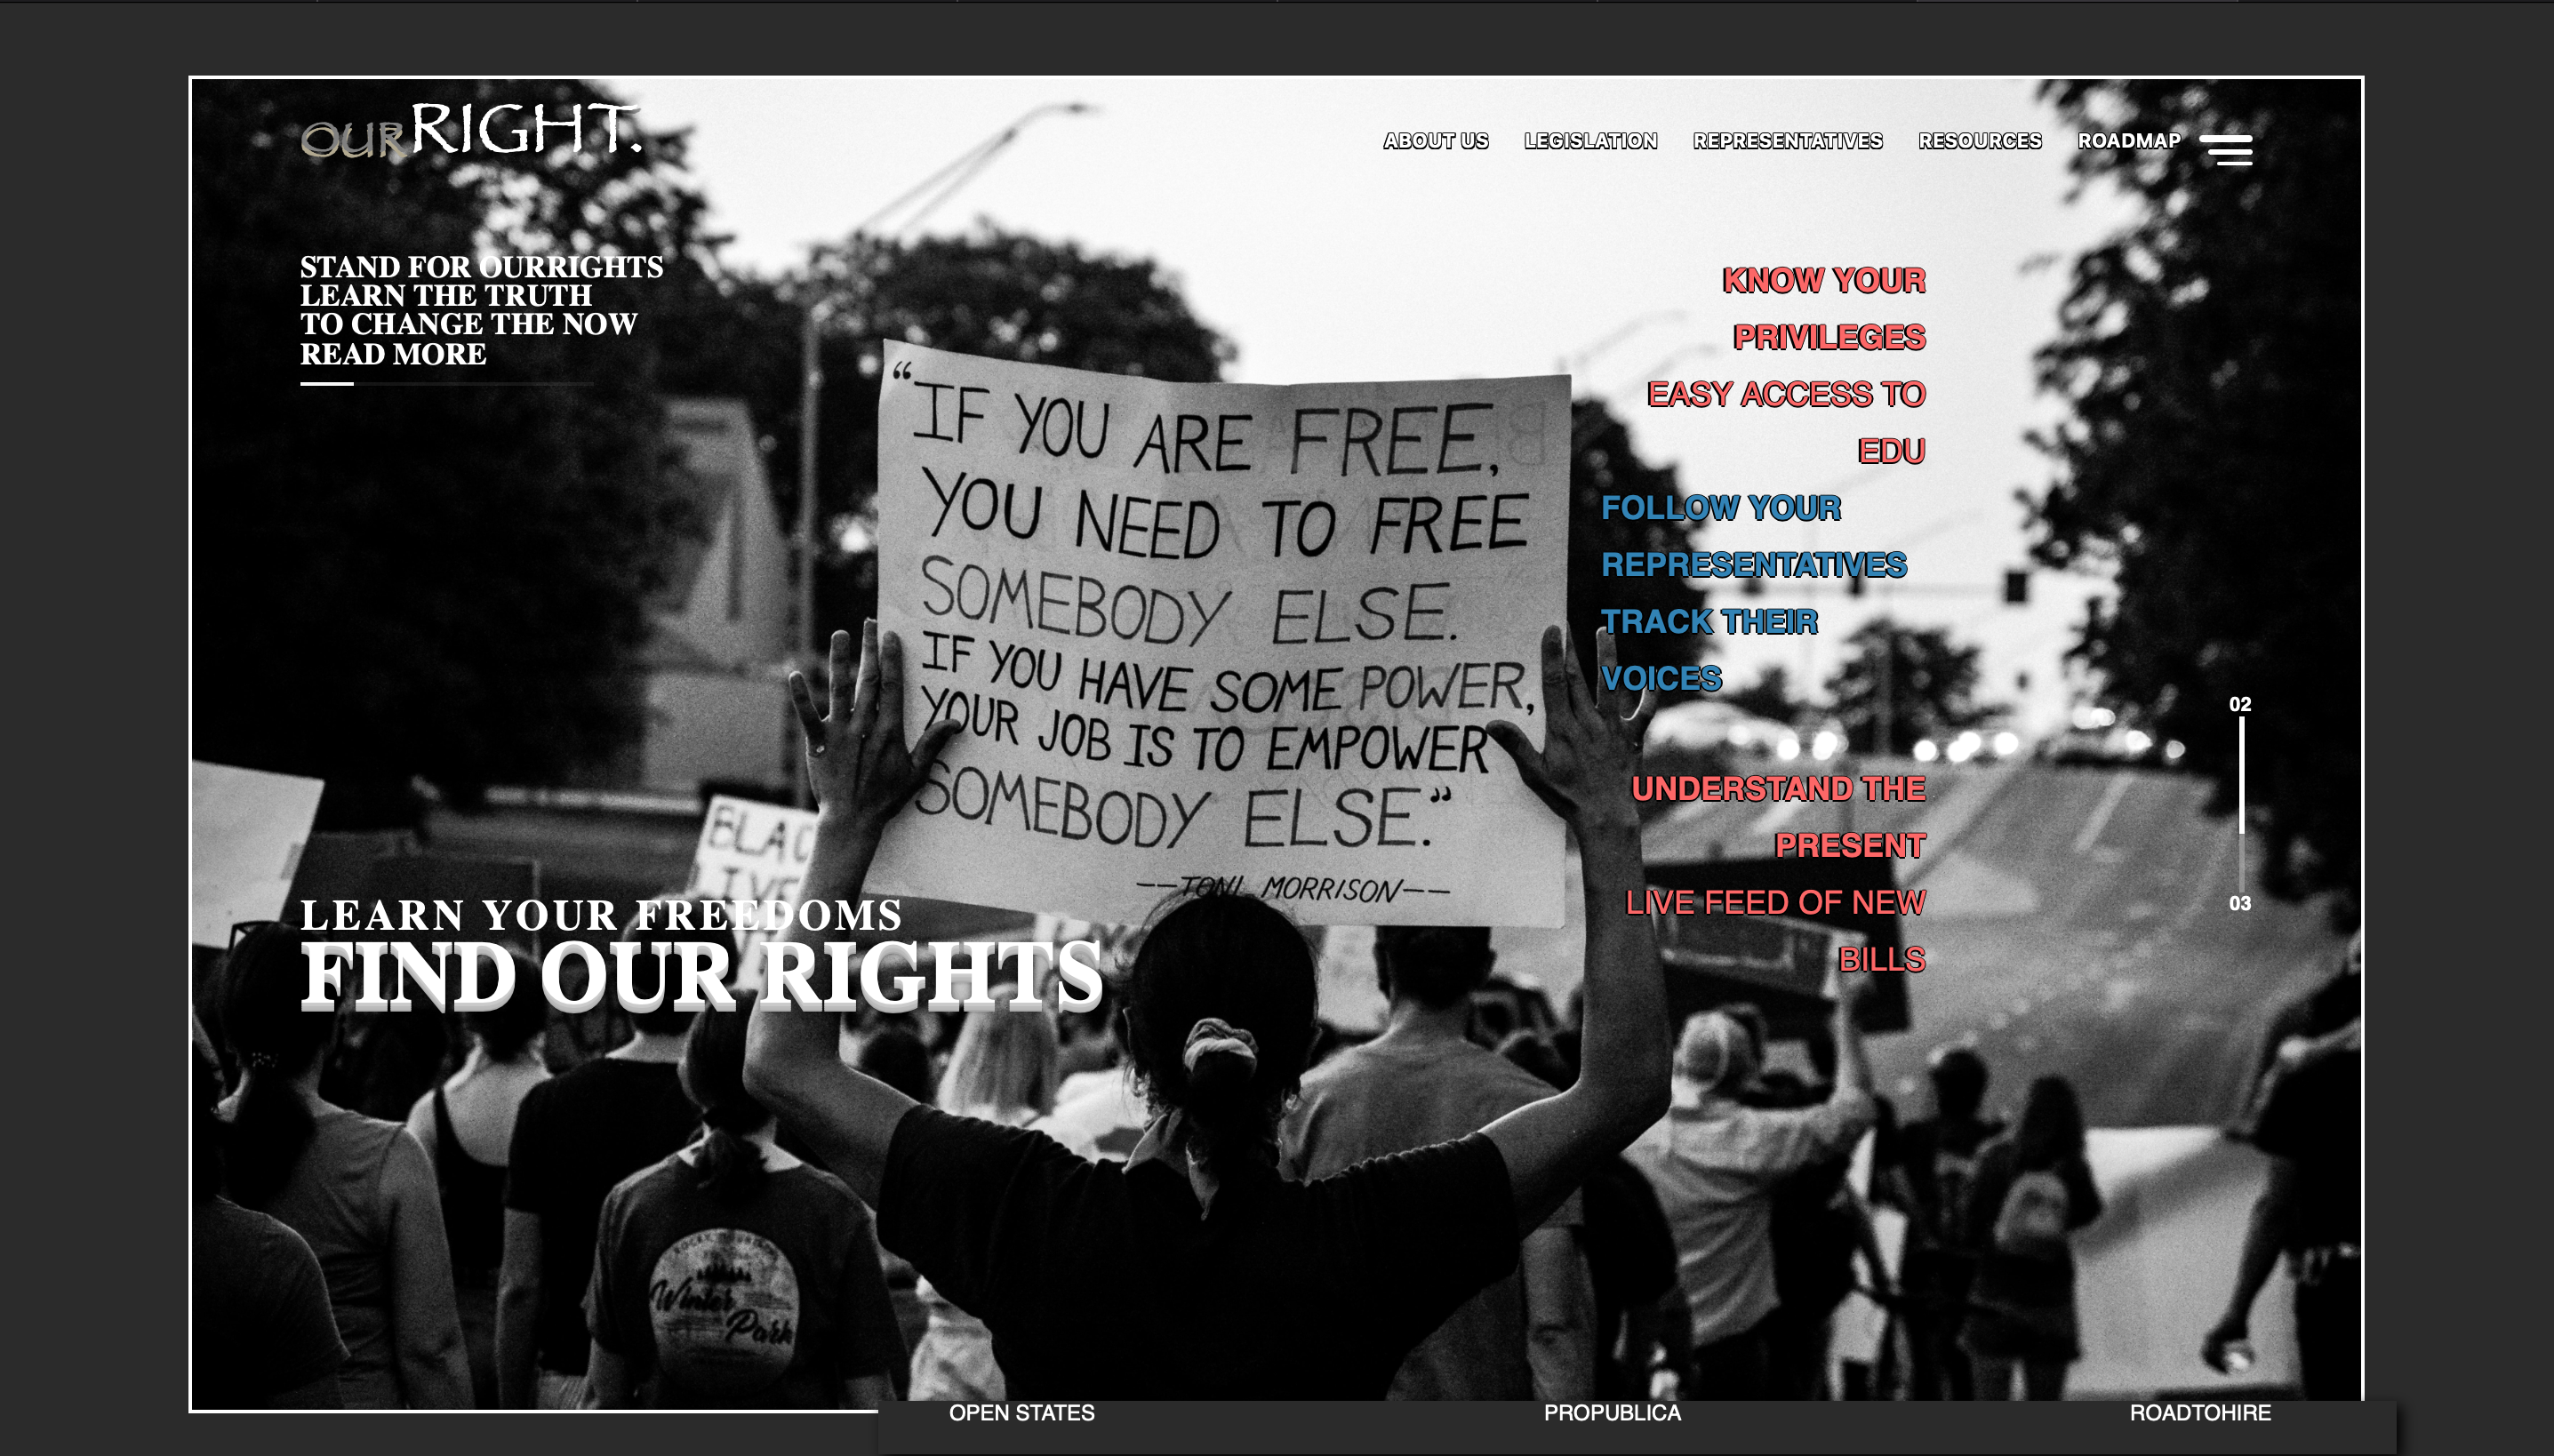 OURRIGHT.
ABOUT US LEGISLATION REPRESENTATIVES RESOURCES ROADMAP
STAND FOR OURRIGHTS
LEARN THE TRUTH
TO CHANGE THE NOW
READ MORE
KNOW YOUR
PRIVILEGES
EASY ACCESS TO
EDU
FOLLOW YOUR
REPRESENTATIVES
TRACK THEIR
VOICES
UNDERSTAND THE
PRESENT
LIVE FEED OF NEW
BILLS
02
03
“IF YOU ARE FREE,
YOU NEED TO FREE
SOMEBODY ELSE.
IF YOU HAVE SOME POWER,
YOUR JOB IS TO EMPOWER
SOMEBODY ELSE.”
——TONI MORRISON——
BLAC
LEARN YOUR FREEDOMS
FIND OUR RIGHTS
Winter
Park
OPEN STATES PROPUBLICA ROADTOHIRE